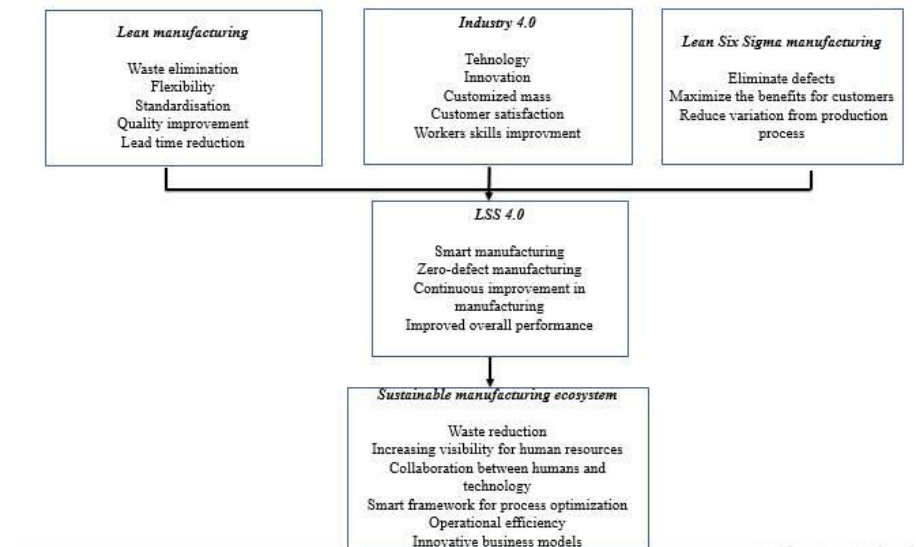 Lean manufacturing
Waste elimination
Flexibility
Standardisation
Quality improvement
Lead time reduction
Industry 4.0
Tehnology
Innovation
Customized mass
Customer satisfaction
Workers skills improvment
Lean Six Sigma manufacturing
Eliminate defects
Maximize the benefits for customers
Reduce variation from production
process
LSS 4.0
Smart manufacturing
Zero-defect manufacturing
Continuous improvement in
manufacturing
Improved overall performance
Sustainable manufacturing ecosystem
Waste reduction
Increasing visibility for human resources
Collaboration between humans and
technology
Smart framework for process optimization
Operational efficiency
Innovative business models